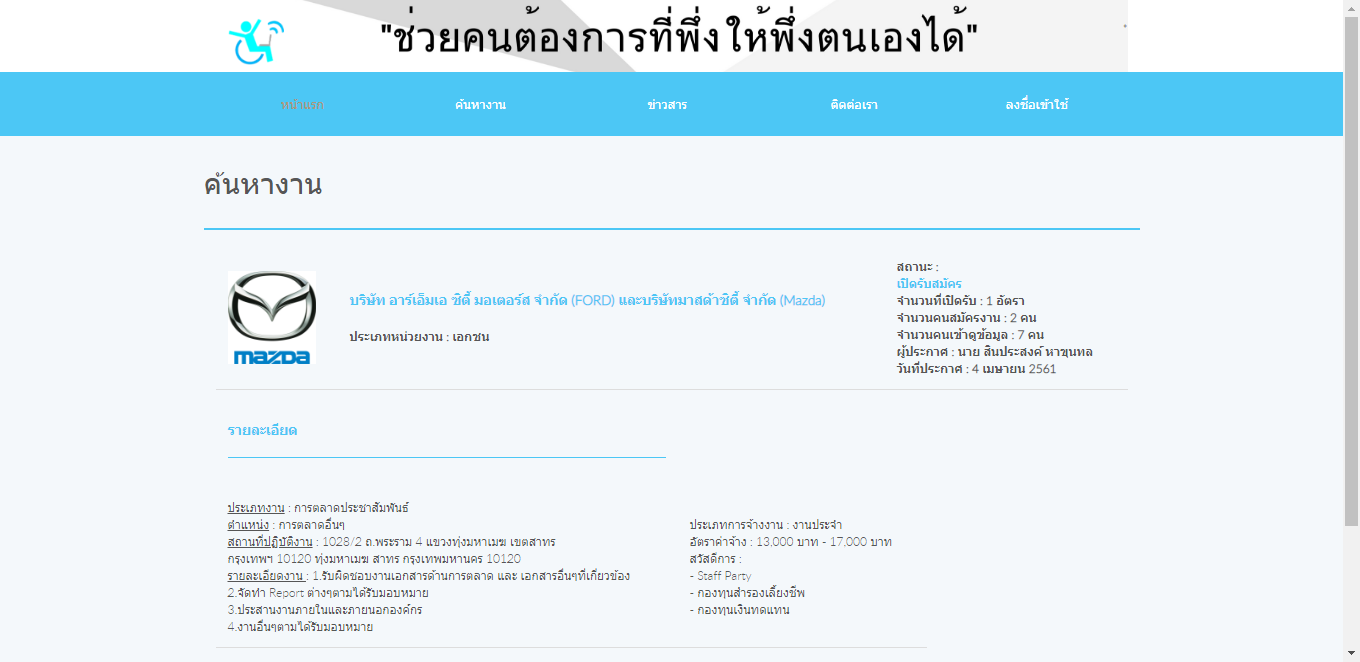 "ช่วยคนต้องการที่พึ่งให้พึ่งตนเองได้"
หน้าแรก ค้นหางาน ข่าวสาร ติดต่อเรา ลงชื่อเข้าใช้
ค้นหางาน
mazda
บริษัท อาร์เอ็มเอ ซิตี้ มอเตอร์ส จำกัด (FORD) และบริษัทมาสด้าซิตี้ จำกัด (Mazda)
ประเภทหน่วยงาน : เอกชน
สถานะ :
เปิดรับสมัคร
จำนวนที่เปิดรับ : 1 อัตรา
จำนวนคนสมัครงาน : 2 คน
จำนวนคนเข้าดูข้อมูล : 7 คน
ผู้ประกาศ : นาย สินประสงค์ หาขุนทล
วันที่ประกาศ : 4 เมษายน 2561
รายละเอียด
ประเภทงาน : การตลาดประชาสัมพันธ์
ตำแหน่ง : การตลาดอื่นๆ
สถานที่ปฏิบัติงาน : 1028/2 ถ.พระราม 4 แขวงทุ่งมหาเมฆ เขตสาทร
กรุงเทพฯ 10120 ทุ่งมหาเมฆ สาทร กรุงเทพมหานคร 10120
รายละเอียดงาน : 1.รับผิดชอบงานเอกสารด้านการตลาด และ เอกสารอื่นๆที่เกี่ยวข้อง
2.จัดทำ Report ต่างๆตามได้รับมอบหมาย
3.ประสานงานภายในและภายนอกองค์กร
4.งานอื่นๆตามได้รับมอบหมาย
ประเภทการจ้างงาน : งานประจำ
อัตราค่าจ้าง : 13,000 บาท - 17,000 บาท
สวัสดีการ :
- Staff Party
- กองทุนสำรองเลี้ยงชีพ
- กองทุนเงินทดแทน